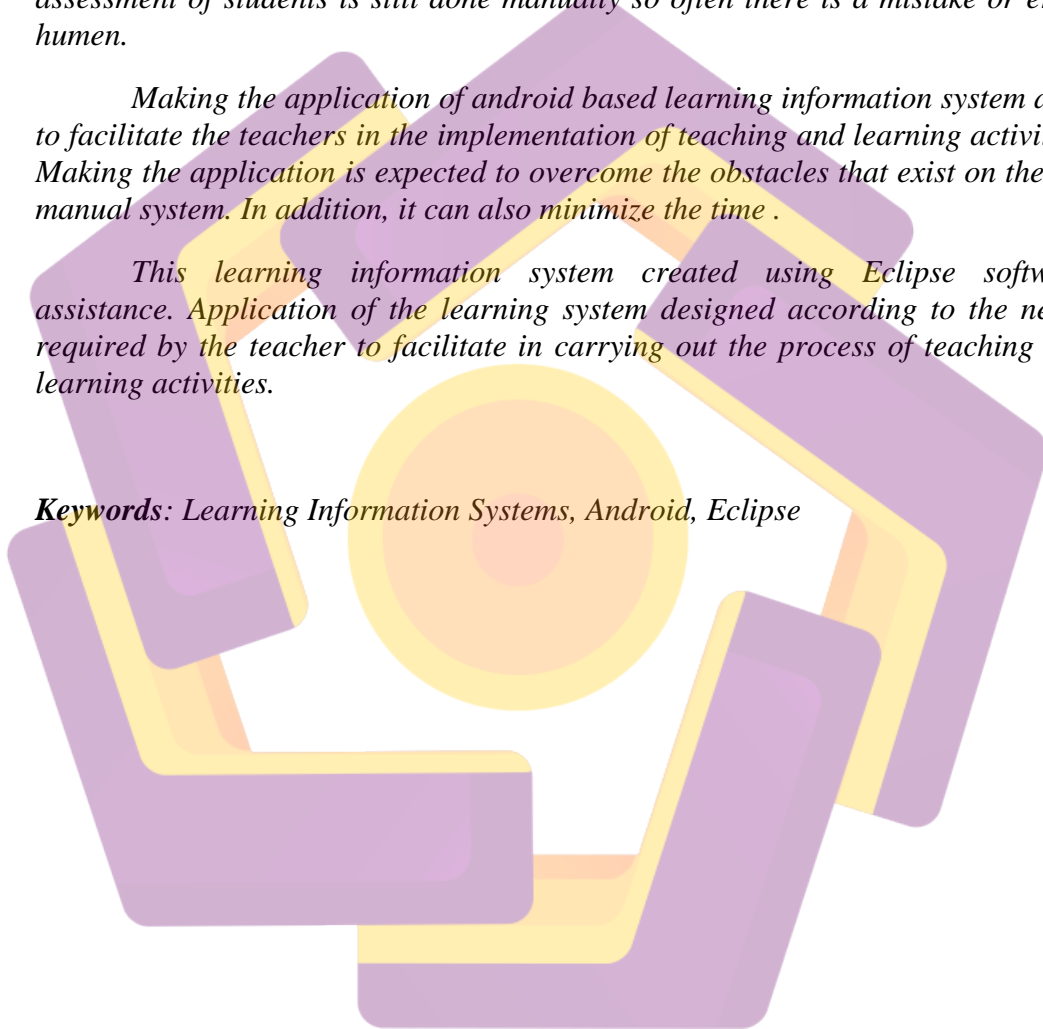 assessment of students is still done manually so often there is a mistake or
humen.
Making the application of android based learning information system
to facilitate the teachers in the implementation of teaching and learning
Making the application is expected to overcome the obstacles that exist on the
manual system. In addition, it can also minimize the time .
This learning information system created using Eclipse
assistance. Application of the learning system designed according to the
required by the teacher to facilitate in carrying out the process of teaching
learning activities.
Keywords: Learning Information Systems, Android, Eclipse